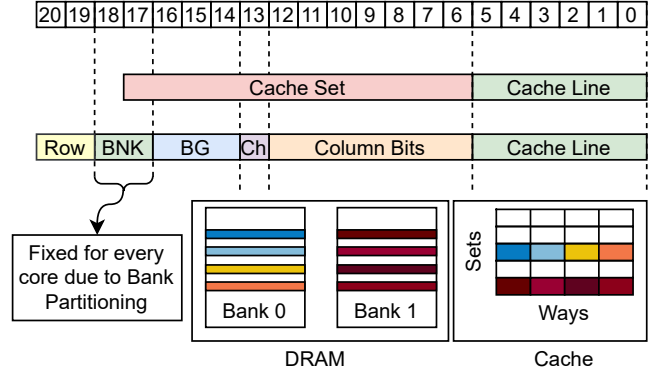 20 19 18 17 16 15 14 13 12 11 10 9 8 7 6 5 4 3 2 1 0
Cache Set Cache Line
Row BNK BG Ch Column Bits Cache Line
Fixed for every
core due to Bank
Partitioning
Bank 0 Bank 1
DRAM
Sets
Ways
Cache